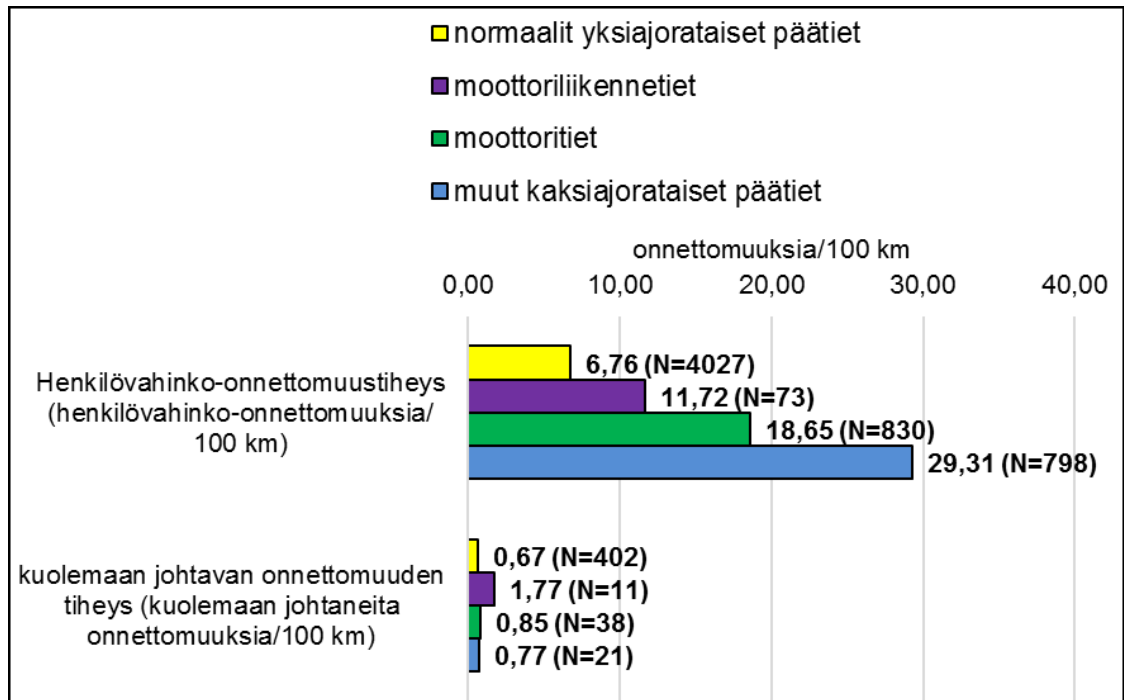 normaalit yksiajorataiset päätiet
moottoriliikennetiet
moottoritiet
muut kaksiajorataiset päätiet
onnettomuuksia/100 km
0,00 10,00 20,00 30,00 40,00
Henkilövahinko-onnettomuustiheys
(henkilövahinko-onnettomuuksia/
100 km)
6,76 (N=4027)
11,72 (N=73)
18,65 (N=830)
29,31 (N=798)
kuolemaan johtavan onnettomuuden
tiheys (kuolemaan johtaneita
onnettomuuksia/100 km)
0,67 (N=402)
1,77 (N=11)
0,85 (N=38)
0,77 (N=21)